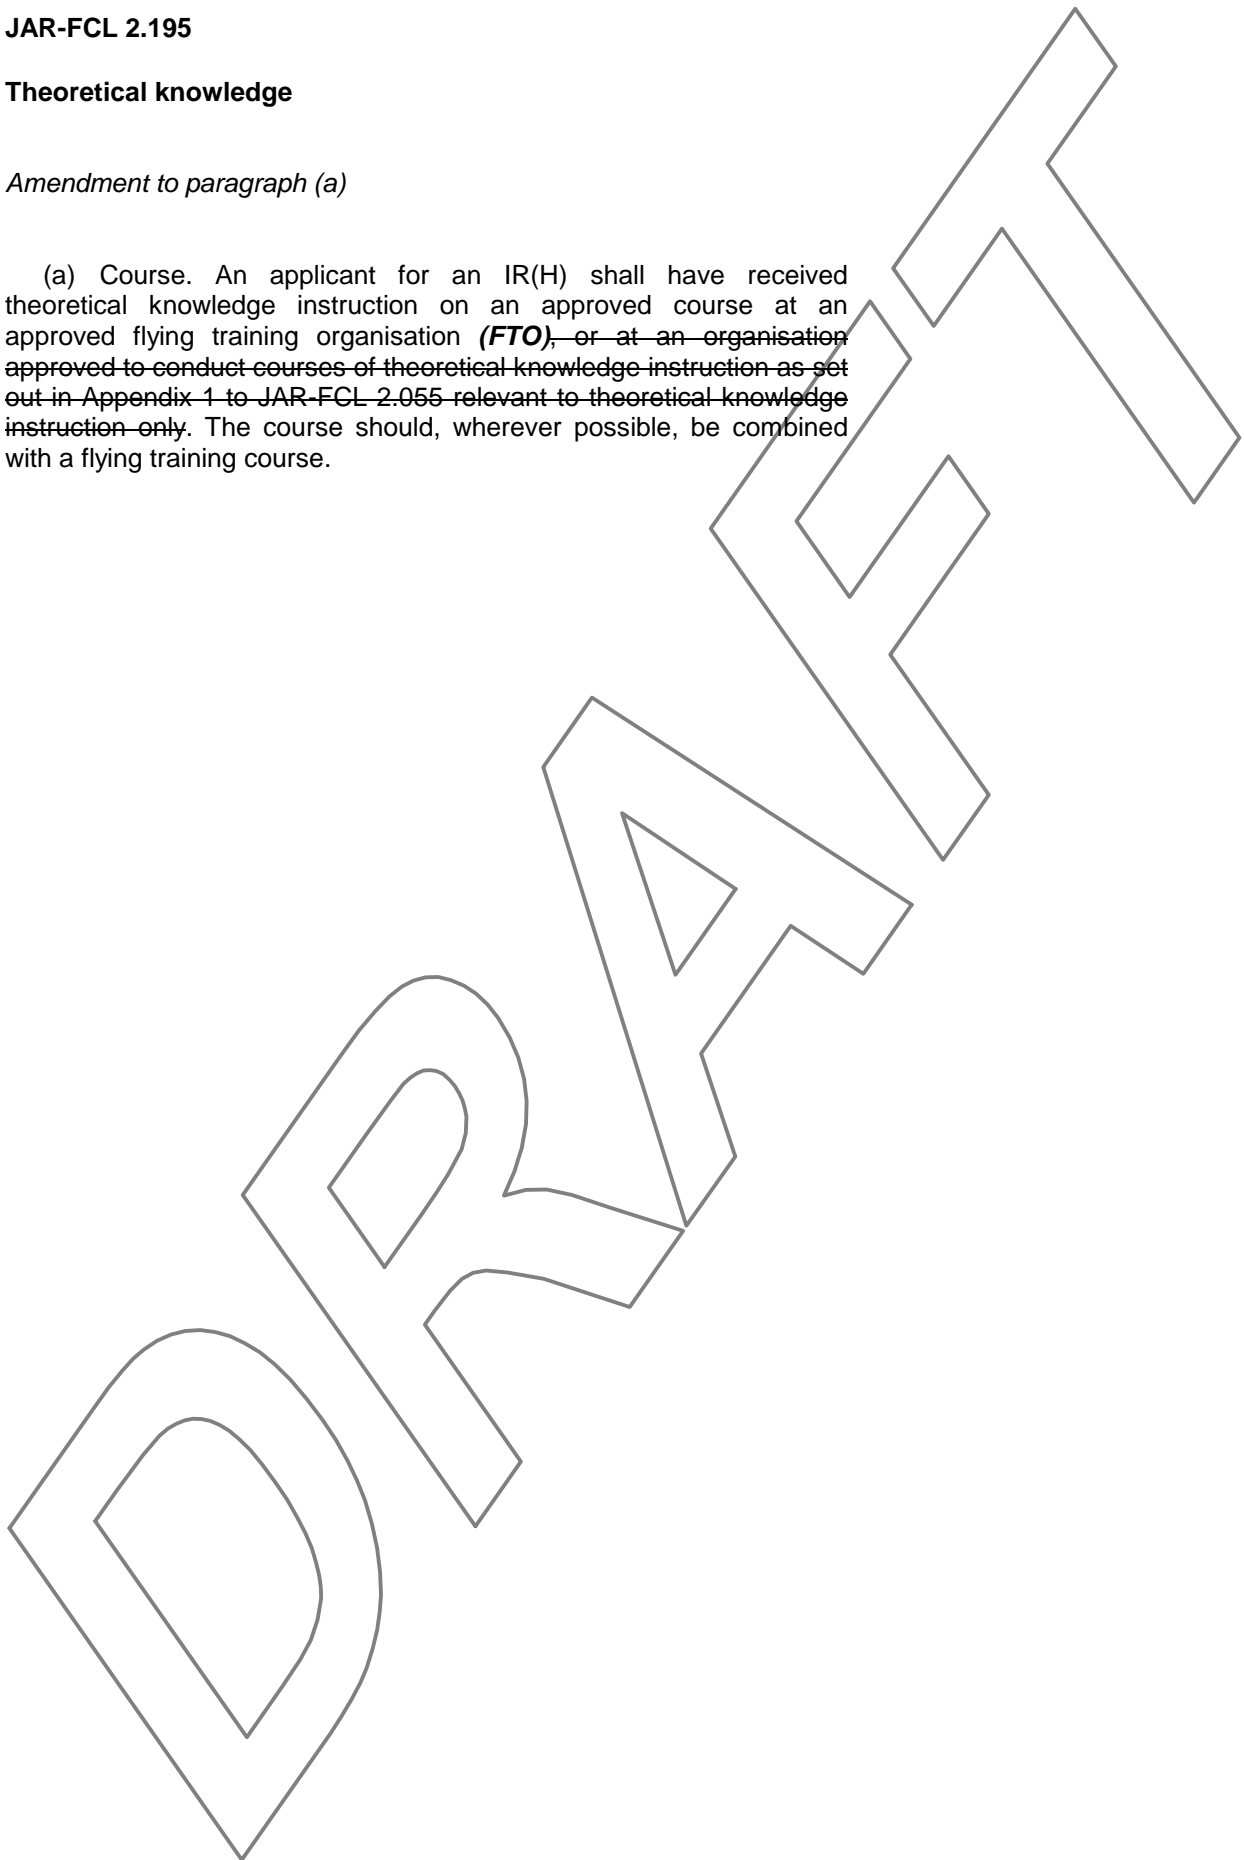 JAR-FCL 2.195
Theoretical knowledge
Amendment to paragraph (a)
(a) Course. An applicant for an IR(H) shall have received
theoretical knowledge instruction on an approved course at an
approved flying training organisation (FTO), or at an organisation
approved to conduct courses of theoretical knowledge instruction as set
out in Appendix 1 to JAR-FCL 2.055 relevant to theoretical knowledge
instruction only. The course should, wherever possible, be combined
with a flying training course.
DRAFT